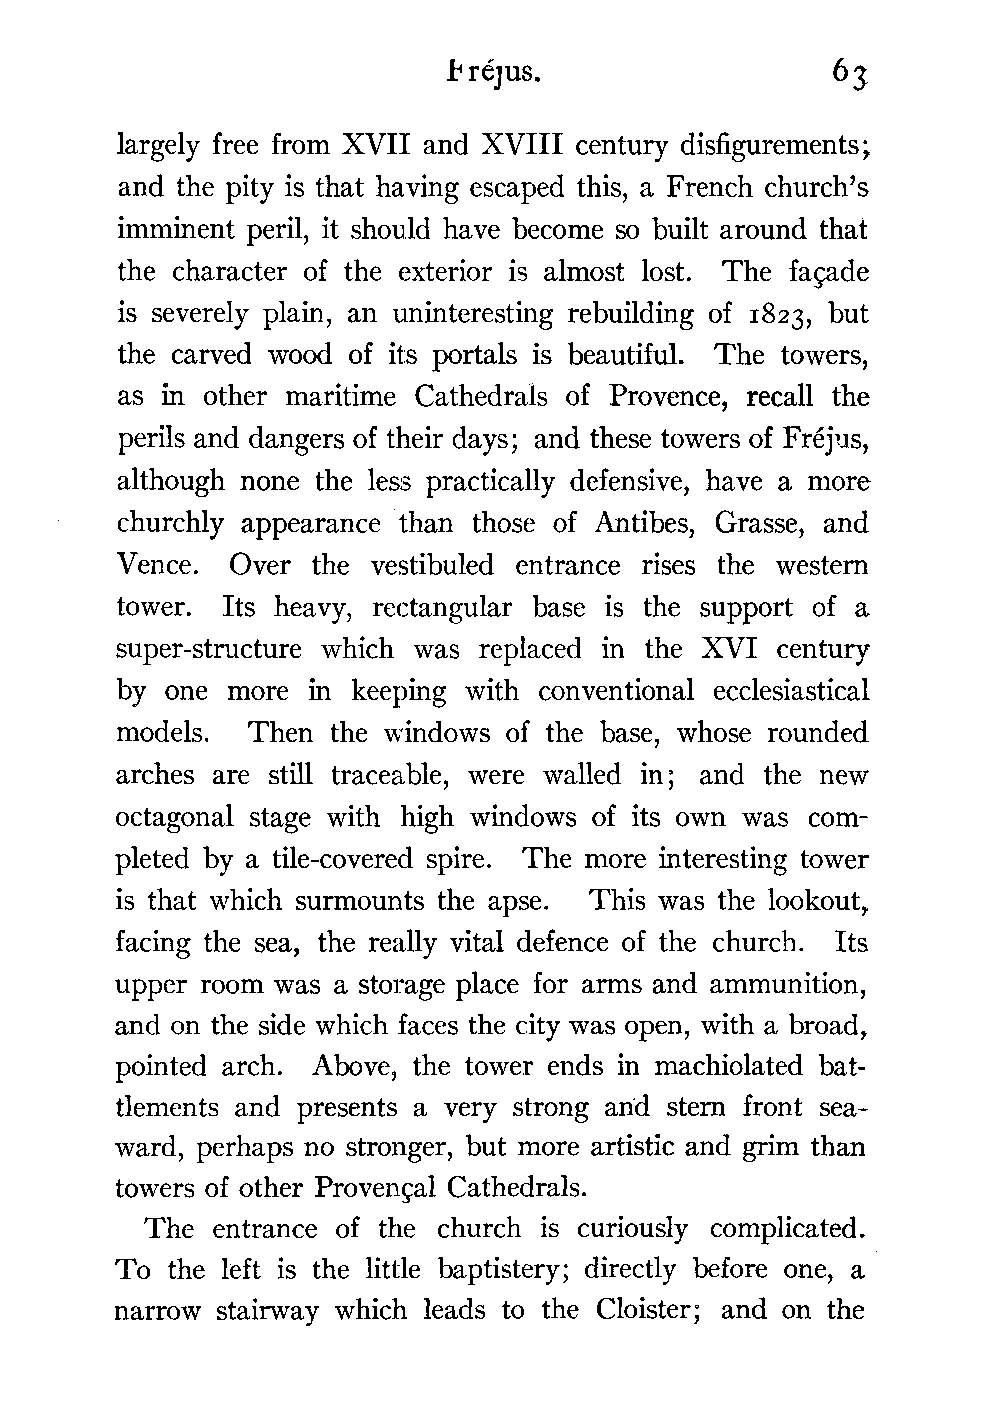 Fréjus. 63
largely free from XVII and XVIII century disfigurements;
and the pity is that having escaped this, a French church's
imminent peril, it should have become so built around that
the character of the exterior is almost lost. The façade
is severely plain, an uninteresting rebuilding of 1823, but
the carved wood of its portals is beautiful. The towers,
as in other maritime Cathedrals of Provence, recall the
perils and dangers of their days; and these towers of Fréjus,
although none the less practically defensive, have a more
churchly appearance than those of Antibes, Grasse, and
Vence. Over the vestibuled entrance rises the western
tower. Its heavy, rectangular base is the support of a
super-structure which was replaced in the XVI century
by one more in keeping with conventional ecclesiastical
models. Then the windows of the base, whose rounded
arches are still traceable, were walled in; and the new
octagonal stage with high windows of its own was com-
pleted by a tile-covered spire. The more interesting tower
is that which surmounts the apse. This was the lookout,
facing the sea, the really vital defence of the church. Its
upper room was a storage place for arms and ammunition,
and on the side which faces the city was open, with a broad,
pointed arch. Above, the tower ends in machiolated bat-
tlements and presents a very strong and stern front sea-
ward, perhaps no stronger, but more artistic and grim than
towers of other Provençal Cathedrals.
The entrance of the church is curiously complicated.
To the left is the little baptistery; directly before one, a
narrow stairway which leads to the Cloister; and on the